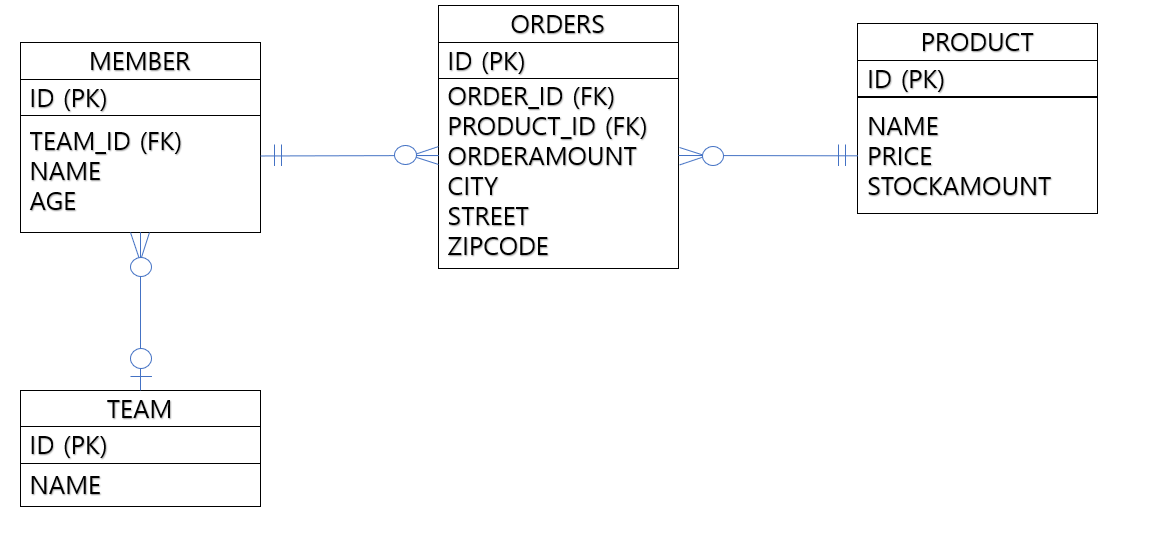 MEMBER
ID (PK)
TEAM_ID (FK)
NAME
AGE
ORDERS
ID (PK)
ORDER_ID (FK)
PRODUCT_ID (FK)
ORDERAMOUNT
CITY
STREET
ZIPCODE
PRODUCT
ID (PK)
NAME
PRICE
STOCKAMOUNT
TEAM
ID (PK)
NAME